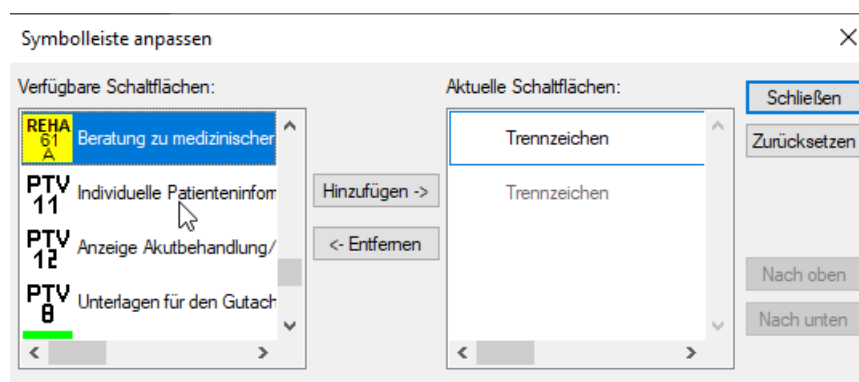 Symbolleiste anpassen
Verfügbare Schaltflächen:
REHA
61
A
Beratung zu medizinischer
PTV
11
Individuelle Patienteninform
PTV
12
Anzeige Akutbehandlung/
PTV
8
Unterlagen für den Gutach
Hinzufügen ->
<- Entfernen
Aktuelle Schaltflächen:
Trennzeichen
Trennzeichen
Schließen
Zurücksetzen
Nach oben
Nach unten